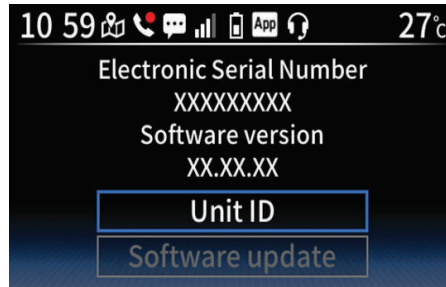 10 59 App 27°c
Electronic Serial Number
XXXXXXXXX
Software version
XX.XX.XX
Unit ID
Software update